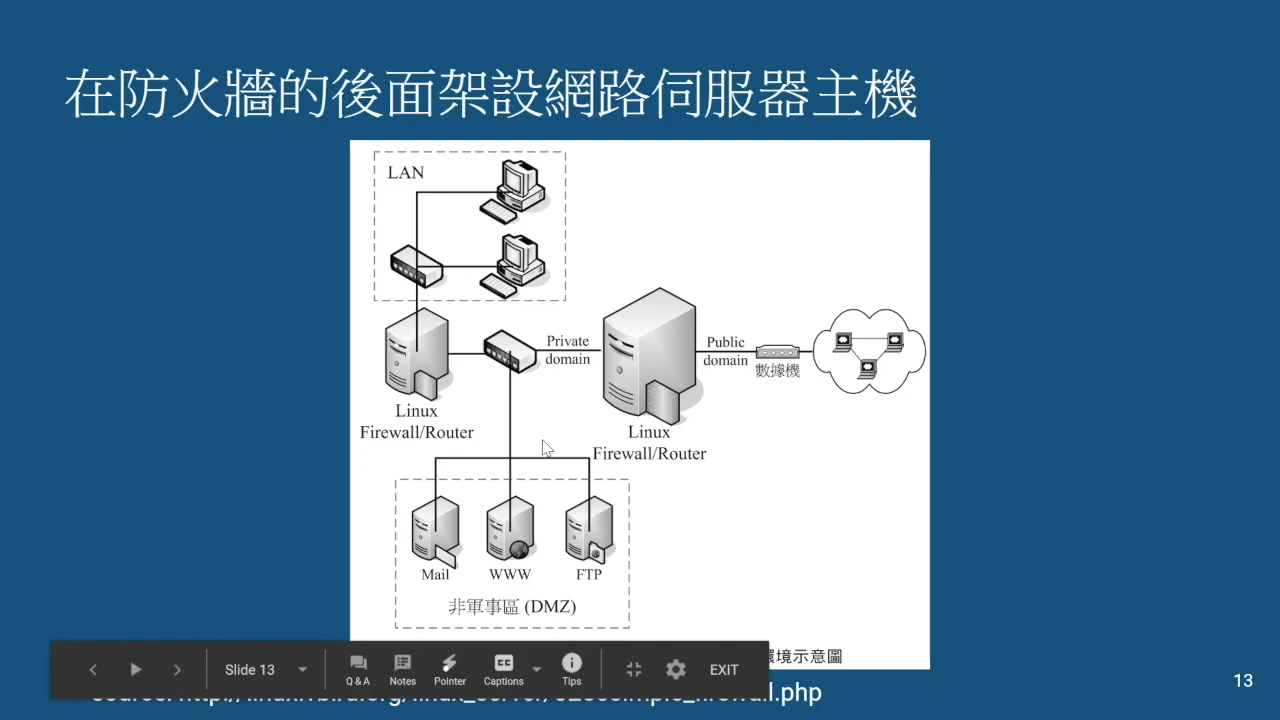 在防火牆的後面架設網路伺服器主機
LAN
Private
domain
Public
domain
數據機
Linux
Firewall/Router
Linux
Firewall/Router
Mail
WWW
FTP
非軍事區 (DMZ)
環境示意圖
Slide 13
Q & A
Notes
Pointer
CC
Captions
Tips
EXIT
13